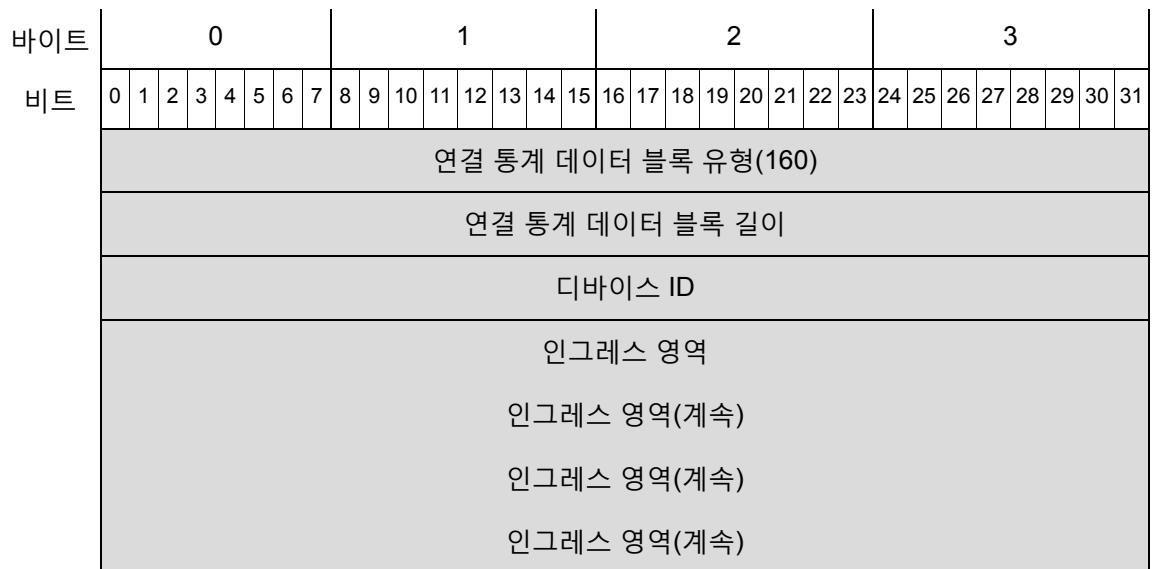 바이트 0 1 2 3
비트 0 1 2 3 4 5 6 7 8 9 10 11 12 13 14 15 16 17 18 19 20 21 22 23 24 25 26 27 28 29 30 31
연결 통계 데이터 블록 유형(160)
연결 통계 데이터 블록 길이
디바이스 ID
인그레스 영역
인그레스 영역(계속)
인그레스 영역(계속)
인그레스 영역(계속)